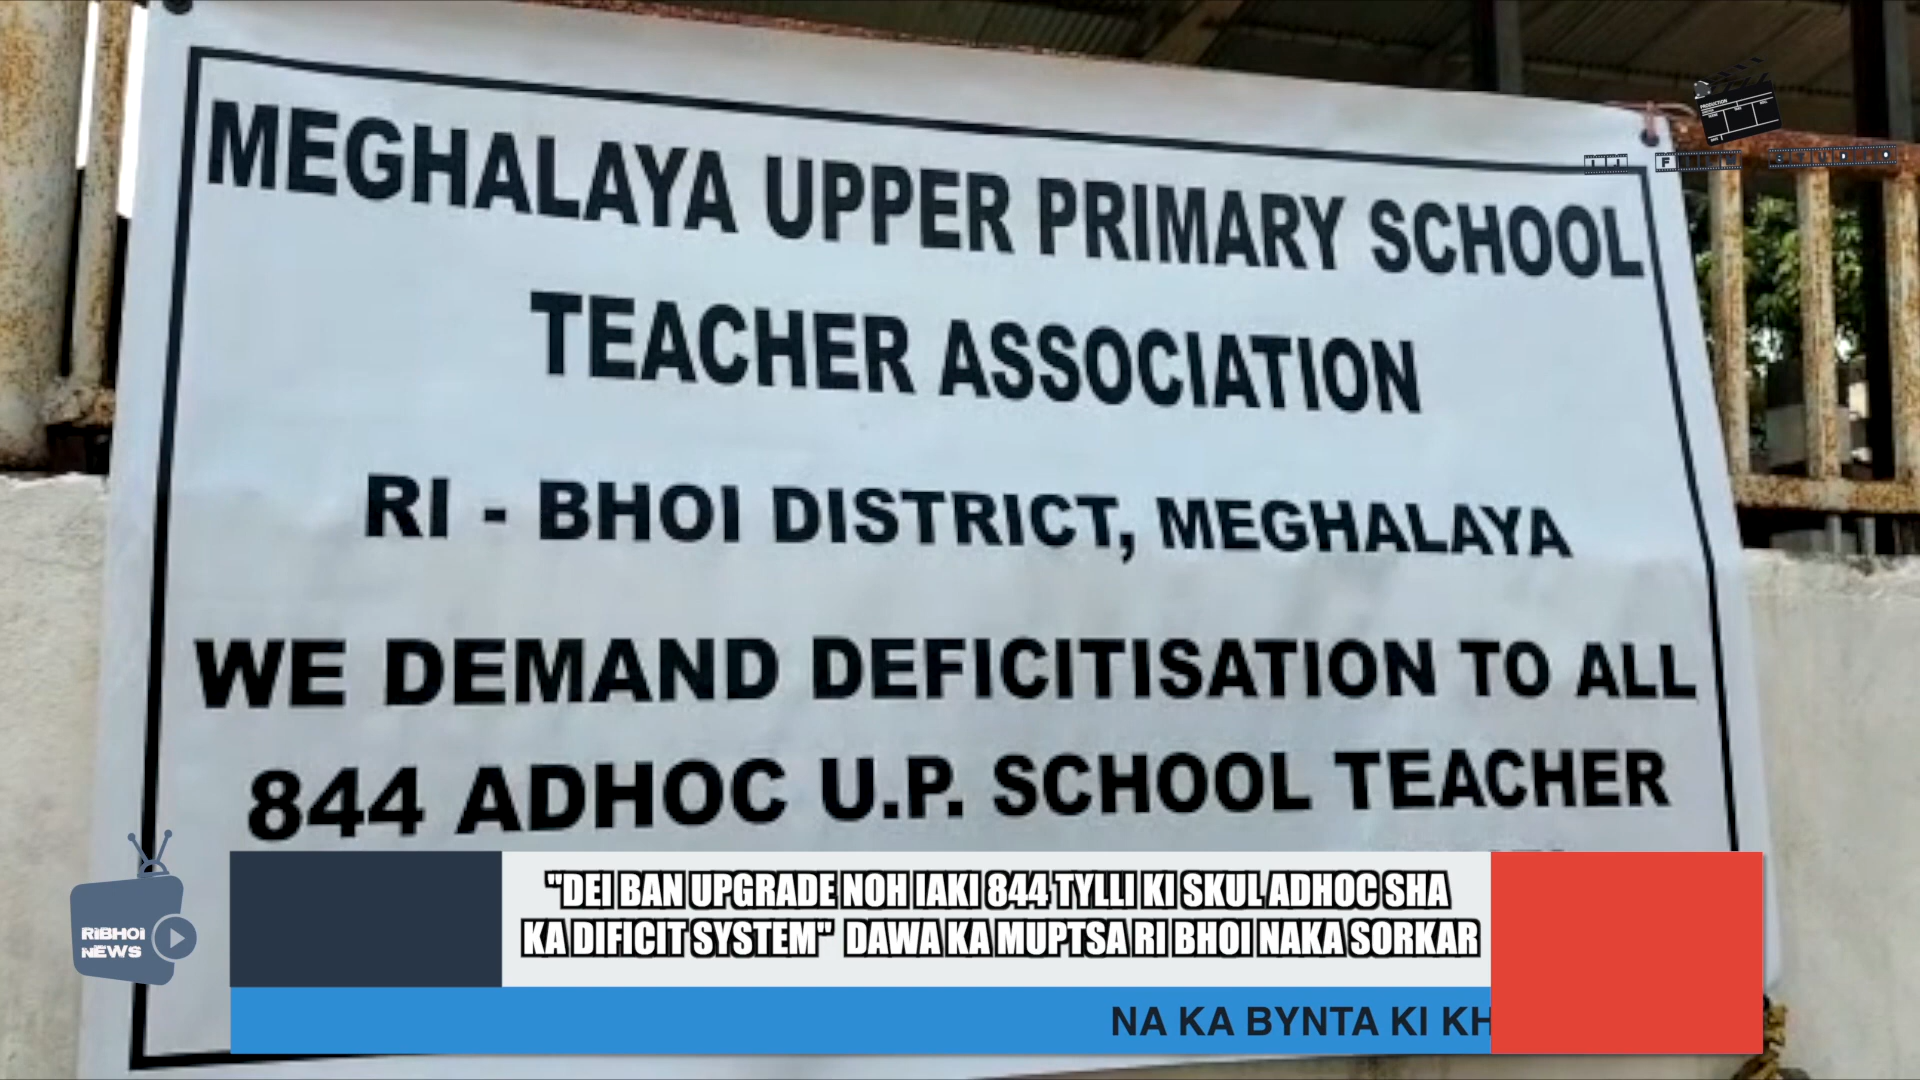 MEGHALAYA UPPER PRIMARY SCHOOL
TEACHER ASSOCIATION
RI - BHOI DISTRICT, MEGHALAYA
WE DEMAND DEFICITISATION TO ALL
844 ADHOC U.P. SCHOOL TEACHER
RIBHOI
NEWS
"DEI BAN UPGRADE NOH IAKI 844 TYLLI KI SKUL ADHOC SHA
KA DIFICIT SYSTEM" DAWA KA MUPTSA RI BHOI NAKA SORKAR
NA KA BYNTA KI KH